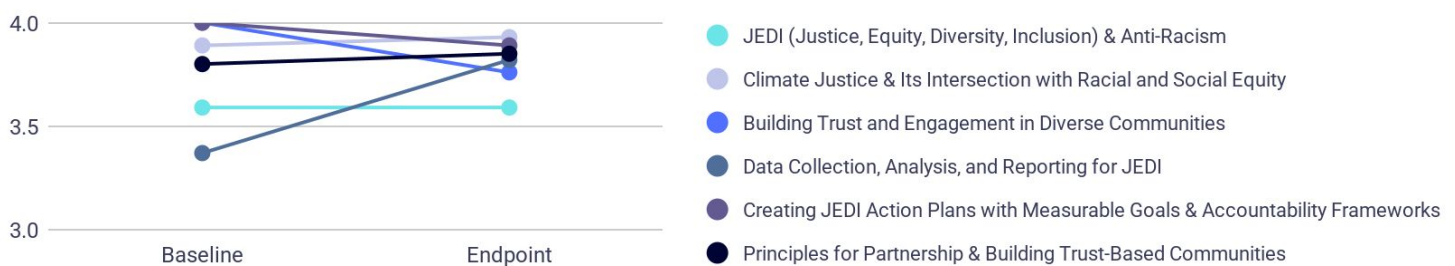 4.0
3.5
3.0
Baseline
Endpoint
JEDI (Justice, Equity, Diversity, Inclusion) & Anti-Racism
Climate Justice & Its Intersection with Racial and Social Equity
Building Trust and Engagement in Diverse Communities
Data Collection, Analysis, and Reporting for JEDI
Creating JEDI Action Plans with Measurable Goals & Accountability Frameworks
Principles for Partnership & Building Trust-Based Communities